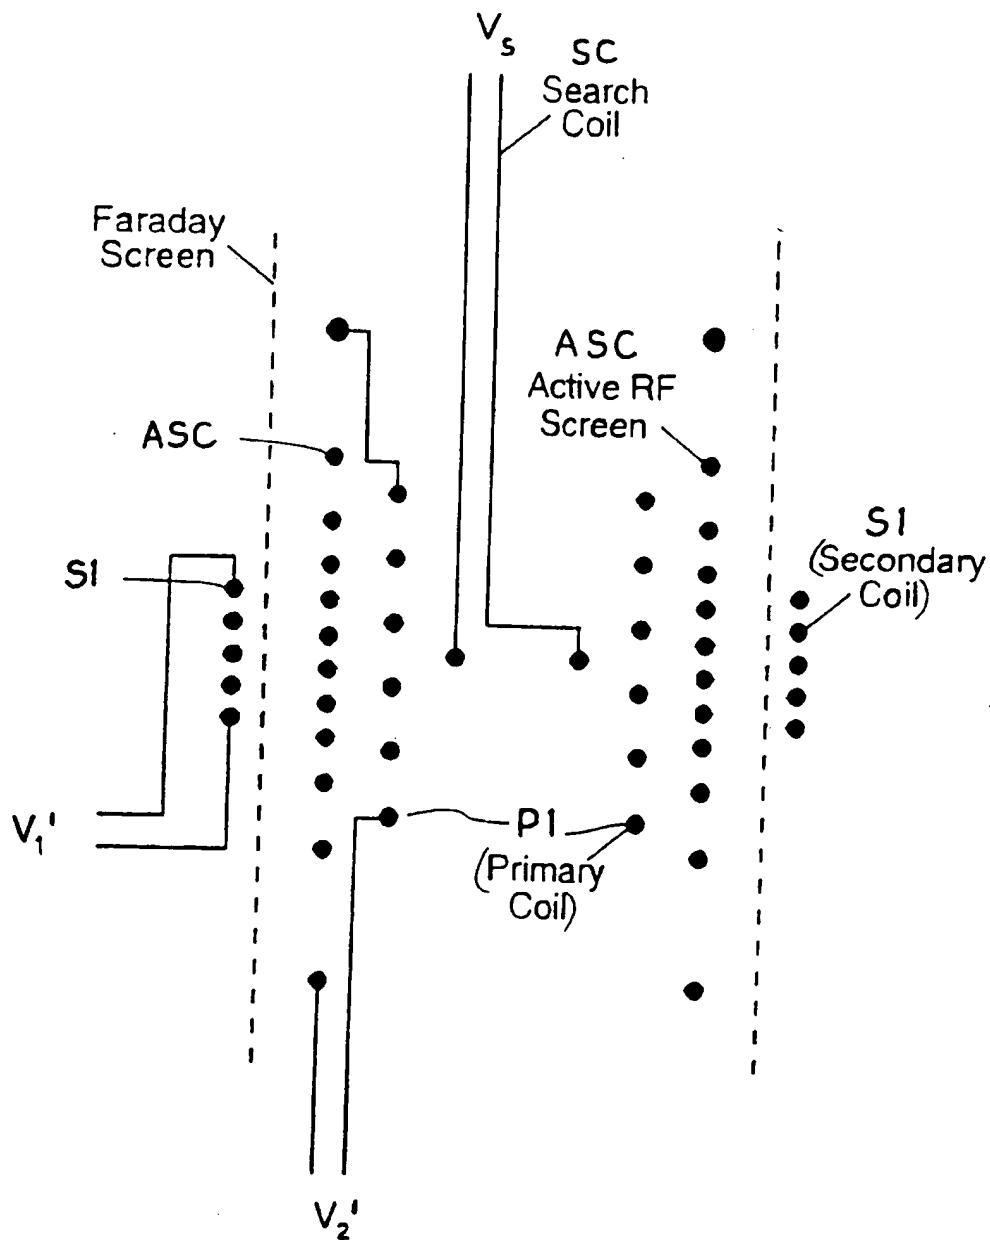 Vs
SC
Search
Coil
Faraday
Screen
ASC
Active RF
Screen
ASC
S1
(Secondary
Coil)
S1
V1'
P1
(Primary
Coil)
V2'